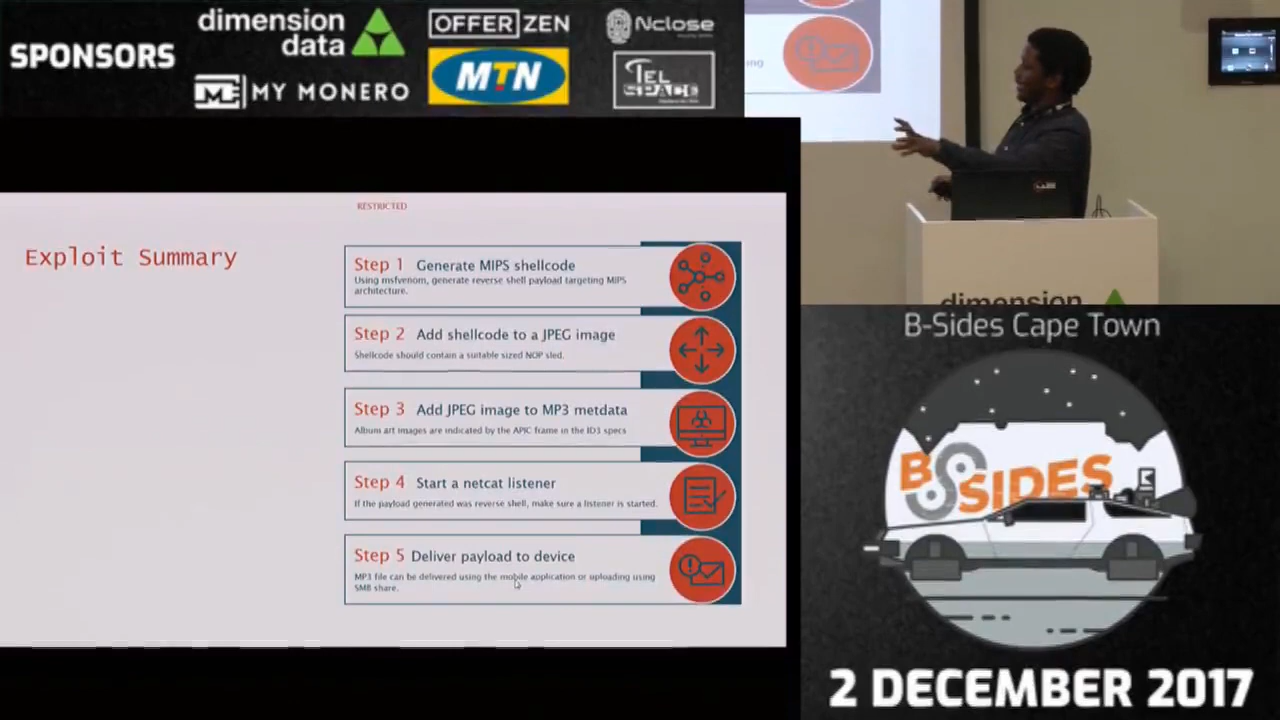 SPONSORS
dimension
data
OFFERZEN
Nclose
MTN
TEL
SPACE
MY MONERO
RESTRICTED
Exploit Summary
Step 1 Generate MIPS shellcode
Using msfvenom, generate reverse shell payload targeting MIPS
architecture.
Step 2 Add shellcode to a JPEG image
Shellcode should contain a suitable sized NOP sled.
Step 3 Add JPEG image to MP3 metdata
Album art images are indicated by the APIC frame in the ID3 specs
Step 4 Start a netcat listener
If the payload generated was reverse shell, make sure a listener is started.
Step 5 Deliver payload to device
MP3 file can be delivered using the mobile application or uploading using
SMB share.
ing
dimension
B-Sides Cape Town
BSIDES
2 DECEMBER 2017